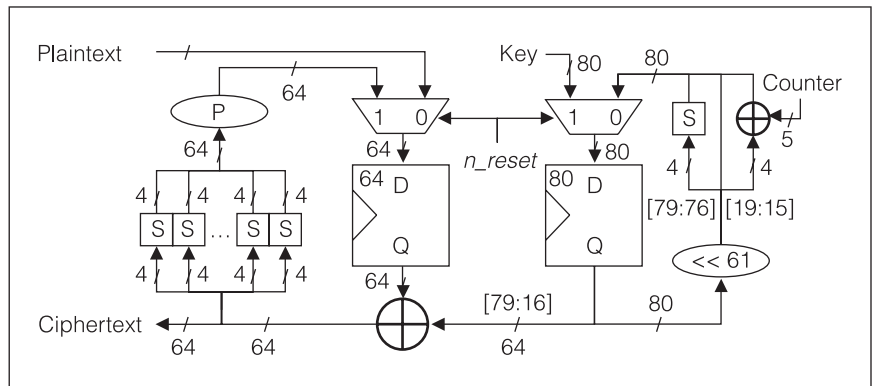 Plaintext
64
P
64
4 4 4 4
S S ... S S
4 4 4 4
Ciphertext
64 64
1 0
64
64 D
Q
64
n_reset
Key
80
1 0
80
80 D
Q
[79:16]
64
80
80
Counter
5
S
4 4
[79:76] [19:15]
<< 61